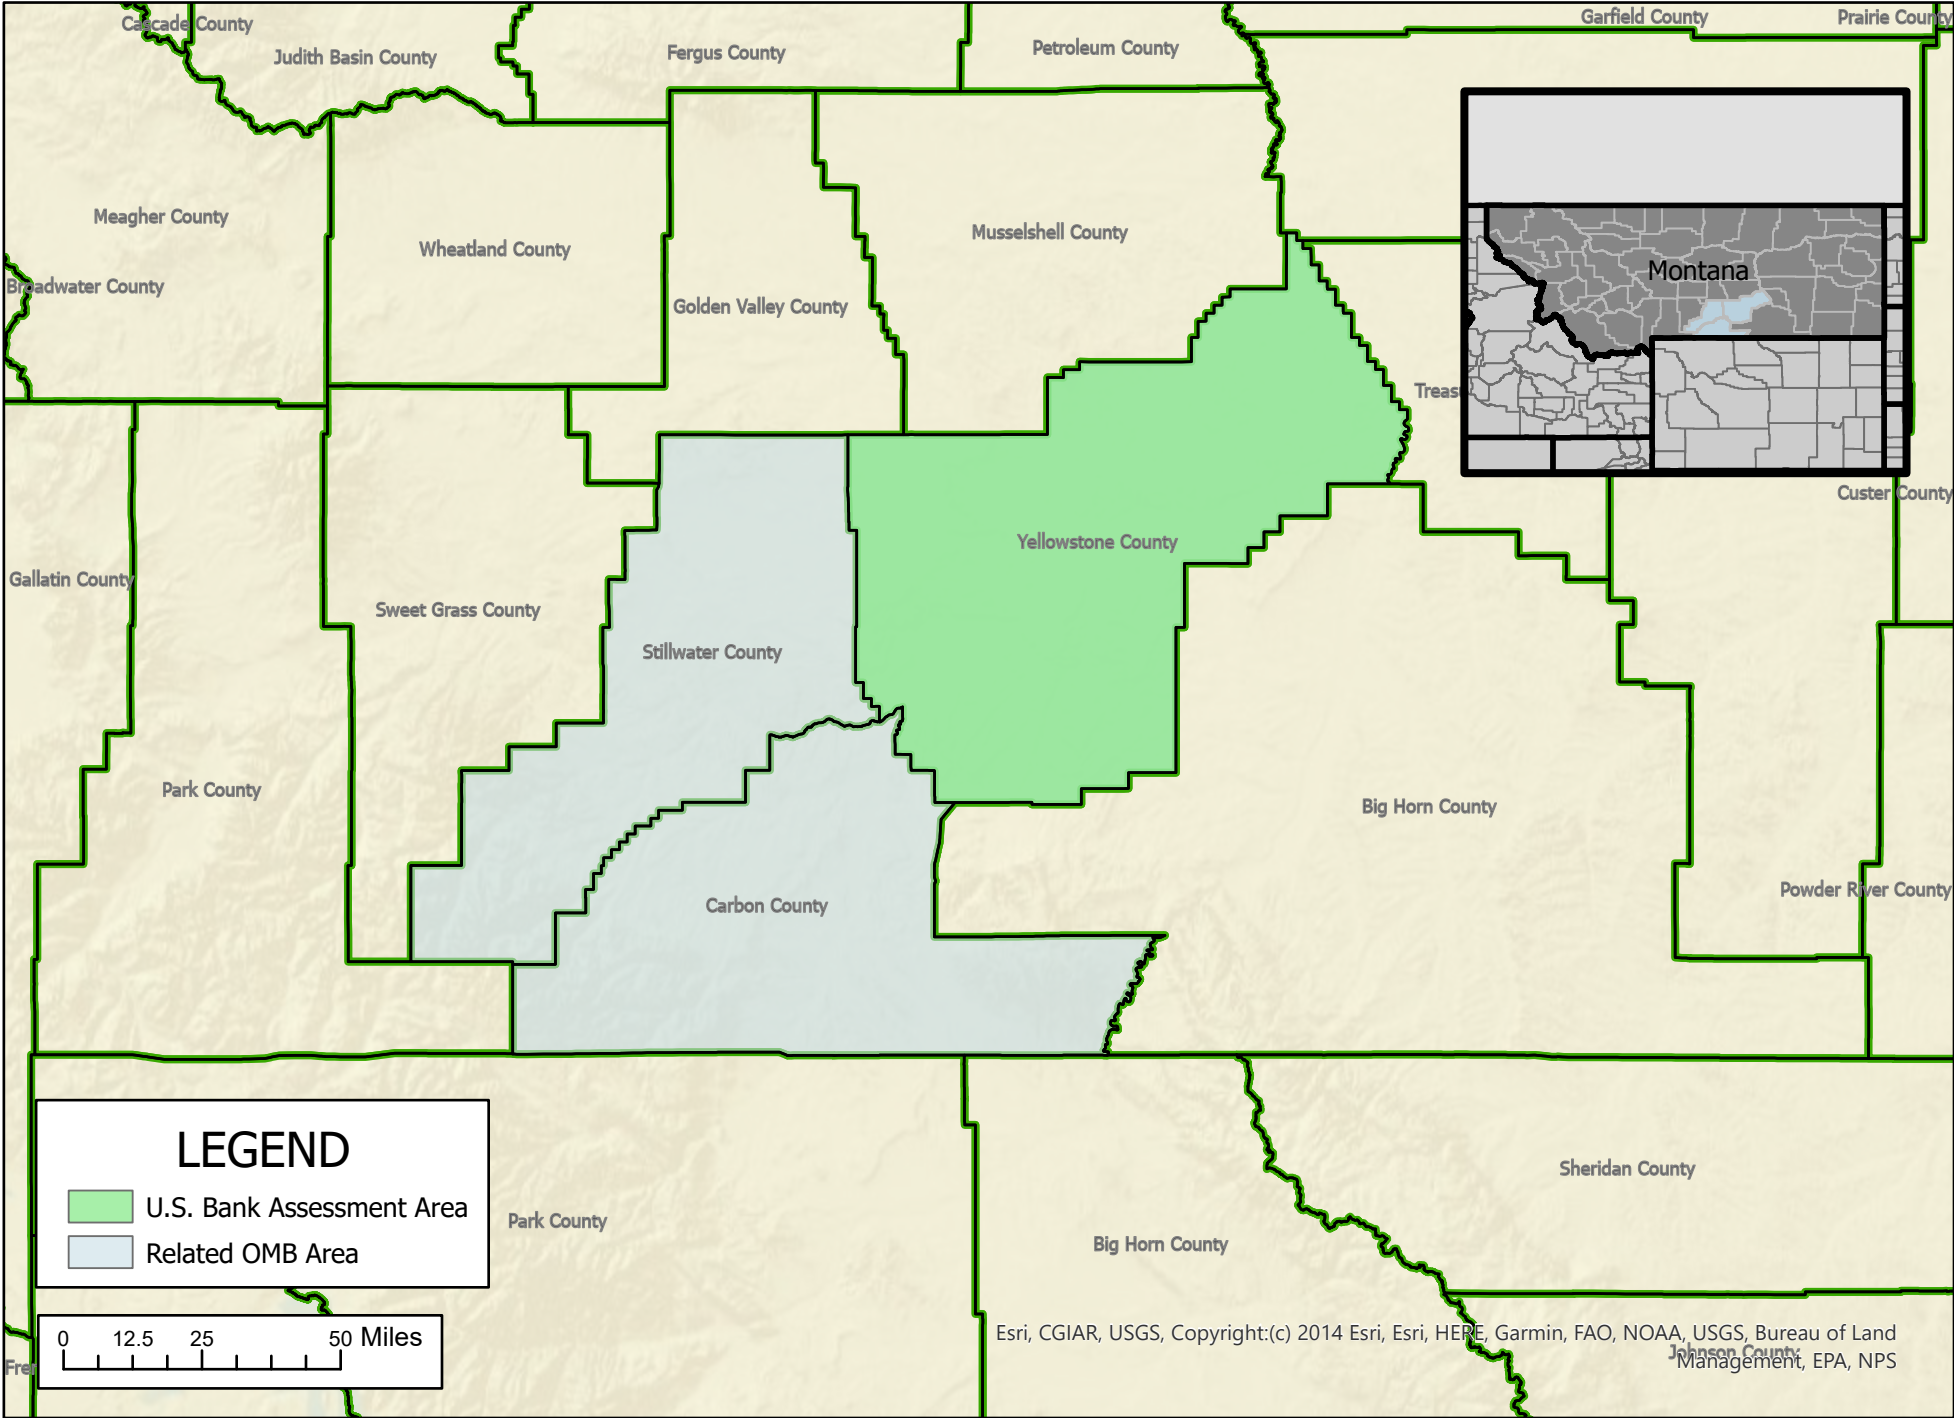 Cascade County
Garfield County
Prairie County
Judith Basin County
Fergus County
Petroleum County
Meagher County
Musselshell County
Wheatland County
Montana
Broadwater County
Golden Valley County
Treas
Custer County
Yellowstone County
Gallatin County
Sweet Grass County
Stillwater County
Park County
Big Horn County
Powder River County
Carbon County
LEGEND
U.S. Bank Assessment Area
Related OMB Area
Park County
Big Horn County
Sheridan County
0 12.5 25 50 Miles
Esri, CGIAR, USGS, Copyright:(c) 2014 Esri, Esri, HERE, Garmin, FAO, NOAA, USGS, Bureau of Land
Management, EPA, NPS
Johnson County
Fre